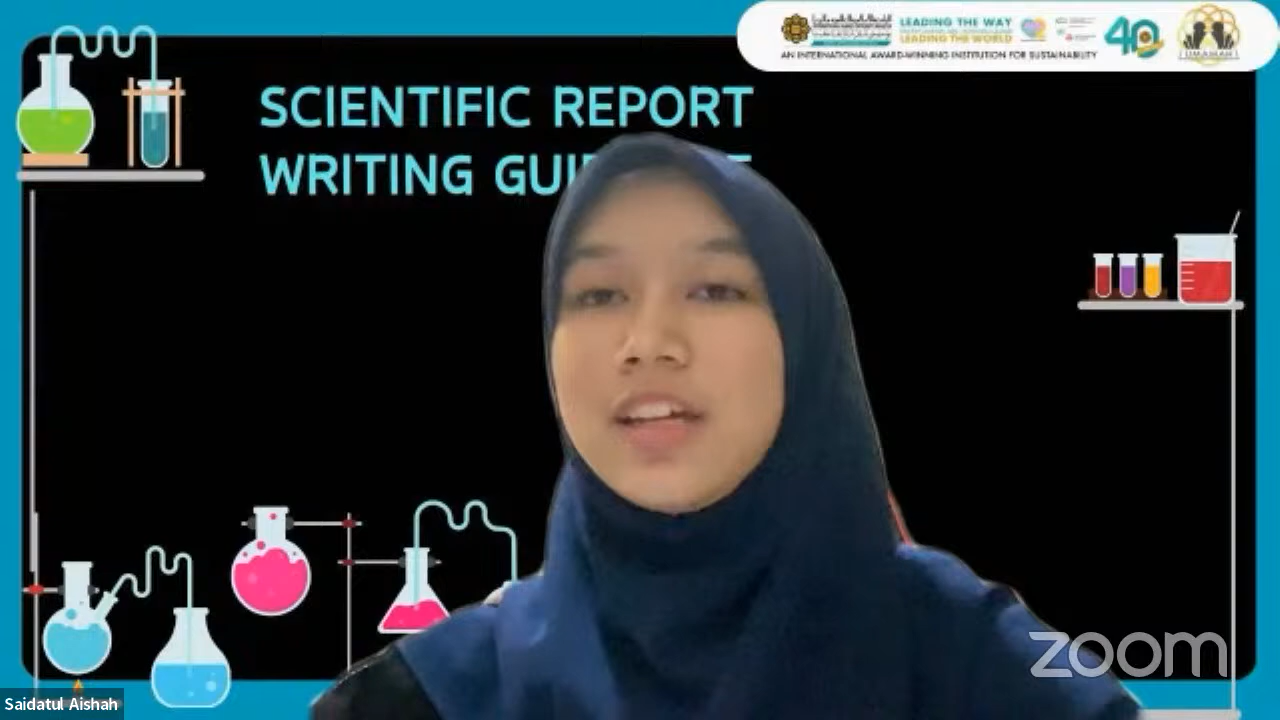 LEADING THE WAY
LEADING THE WORLD
40
AN INTERNATIONAL AWARD-WINNING INSTITUTION FOR SUSTAINABILITY
SCIENTIFIC REPORT
WRITING
zoom
Saidatul Aishah